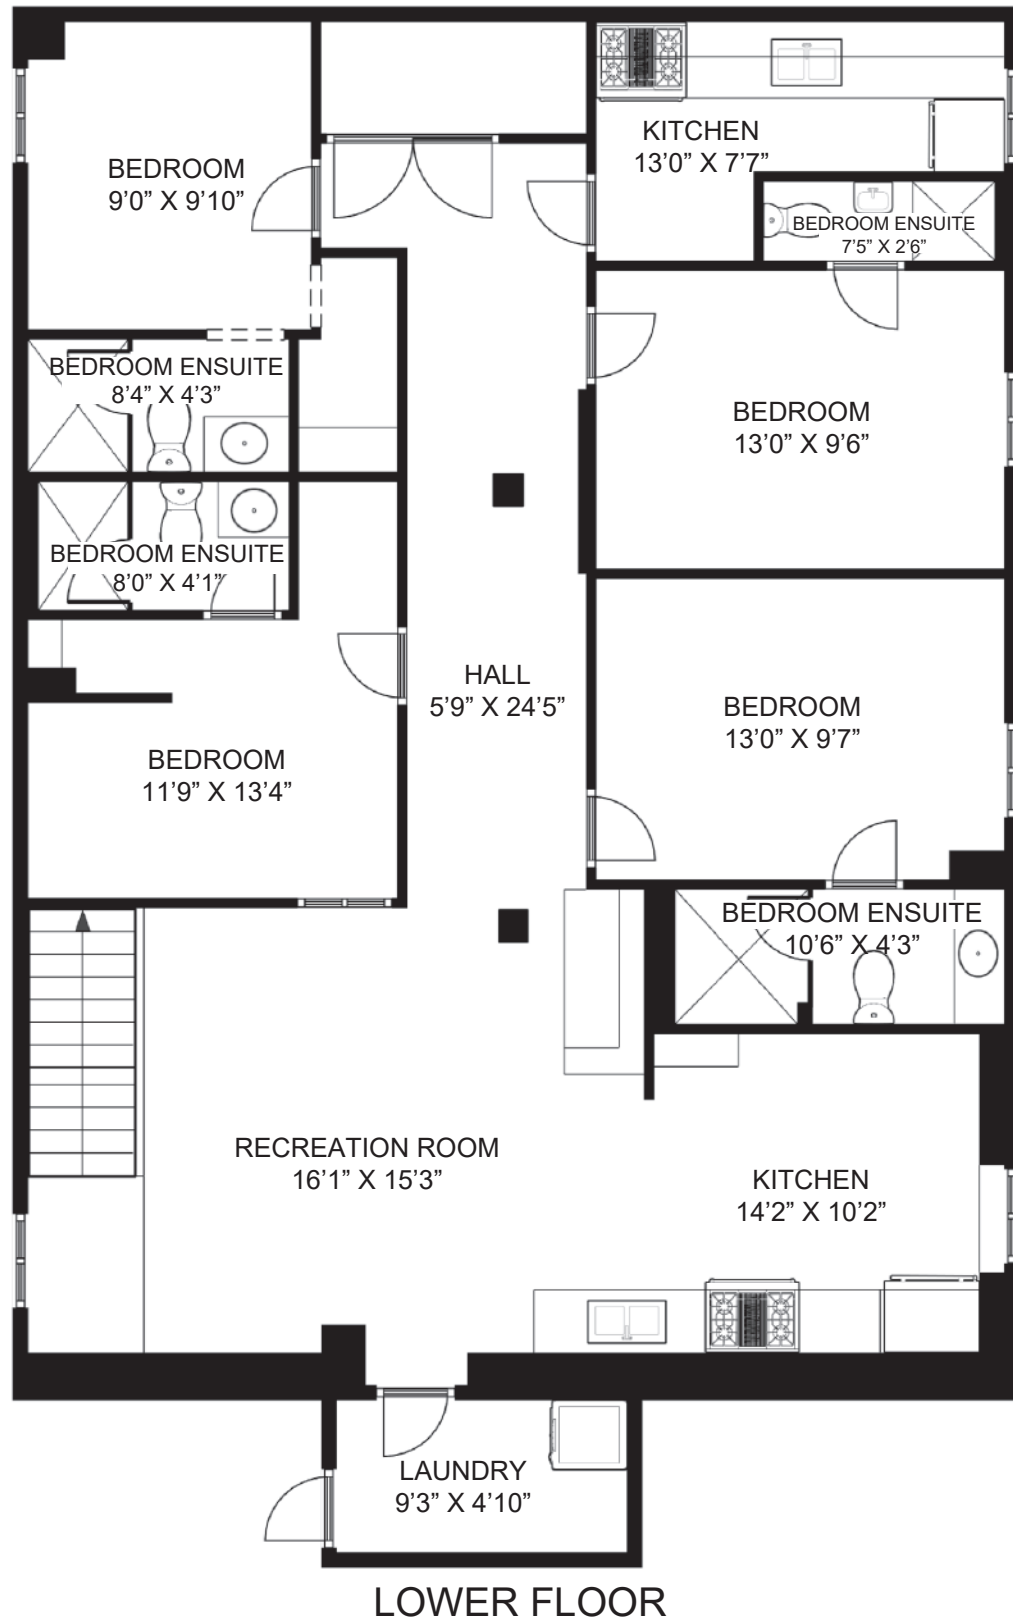 KITCHEN
13’0” X 7’7”
BEDROOM
9’0” X 9’10”
BEDROOM ENSUITE
7’5” X 2’6”
BEDROOM ENSUITE
8’4” X 4’3”
BEDROOM
13’0” X 9’6”
BEDROOM ENSUITE
8’0” X 4’1”
HALL
5’9” X 24’5”
BEDROOM
13’0” X 9’7”
BEDROOM
11’9” X 13’4”
BEDROOM ENSUITE
10’6” X 4’3”
RECREATION ROOM
16’1” X 15’3”
KITCHEN
14’2” X 10’2”
LAUNDRY
9’3” X 4’10”
LOWER FLOOR